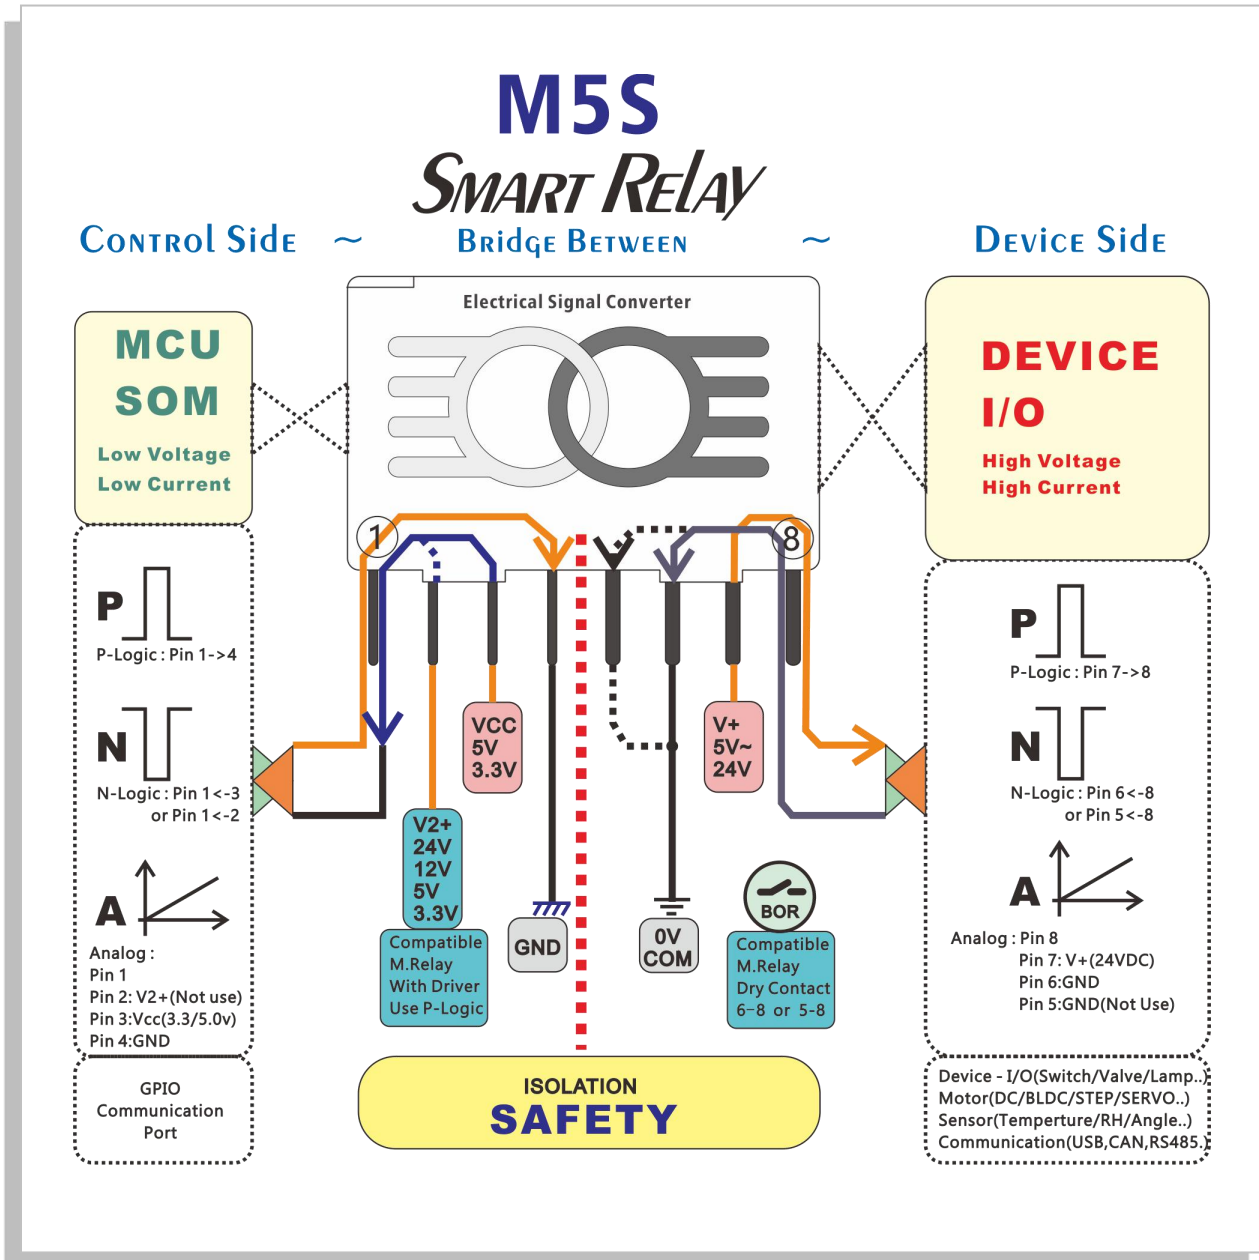 M5S
Smart Relay
Control Side ~ Bridge Between ~ Device Side
Electrical Signal Converter
MCU
SOM
Low Voltage
Low Current
DEVICE
I/O
High Voltage
High Current
1
8
P
P-Logic : Pin 1->4
N
N-Logic : Pin 1<-3
or Pin 1<-2
A
Analog :
Pin 1
Pin 2: V2+(Not use)
Pin 3:Vcc(3.3/5.0v)
Pin 4:GND
GPIO
Communication
Port
VCC
5V
3.3V
V2+
24V
12V
5V
3.3V
Compatible
M.Relay
With Driver
Use P-Logic
GND
0V
COM
V+
5V~
24V
BOR
Compatible
M.Relay
Dry Contact
6-8 or 5-8
ISOLATION
SAFETY
P
P-Logic : Pin 7->8
N
N-Logic : Pin 6<-8
or Pin 5<-8
A
Analog : Pin 8
Pin 7: V+(24VDC)
Pin 6:GND
Pin 5:GND(Not Use)
Device - I/O(Switch/Valve/Lamp..)
Motor(DC/BLDC/STEP/SERVO..)
Sensor(Temperture/RH/Angle..)
Communication(USB,CAN,RS485.)